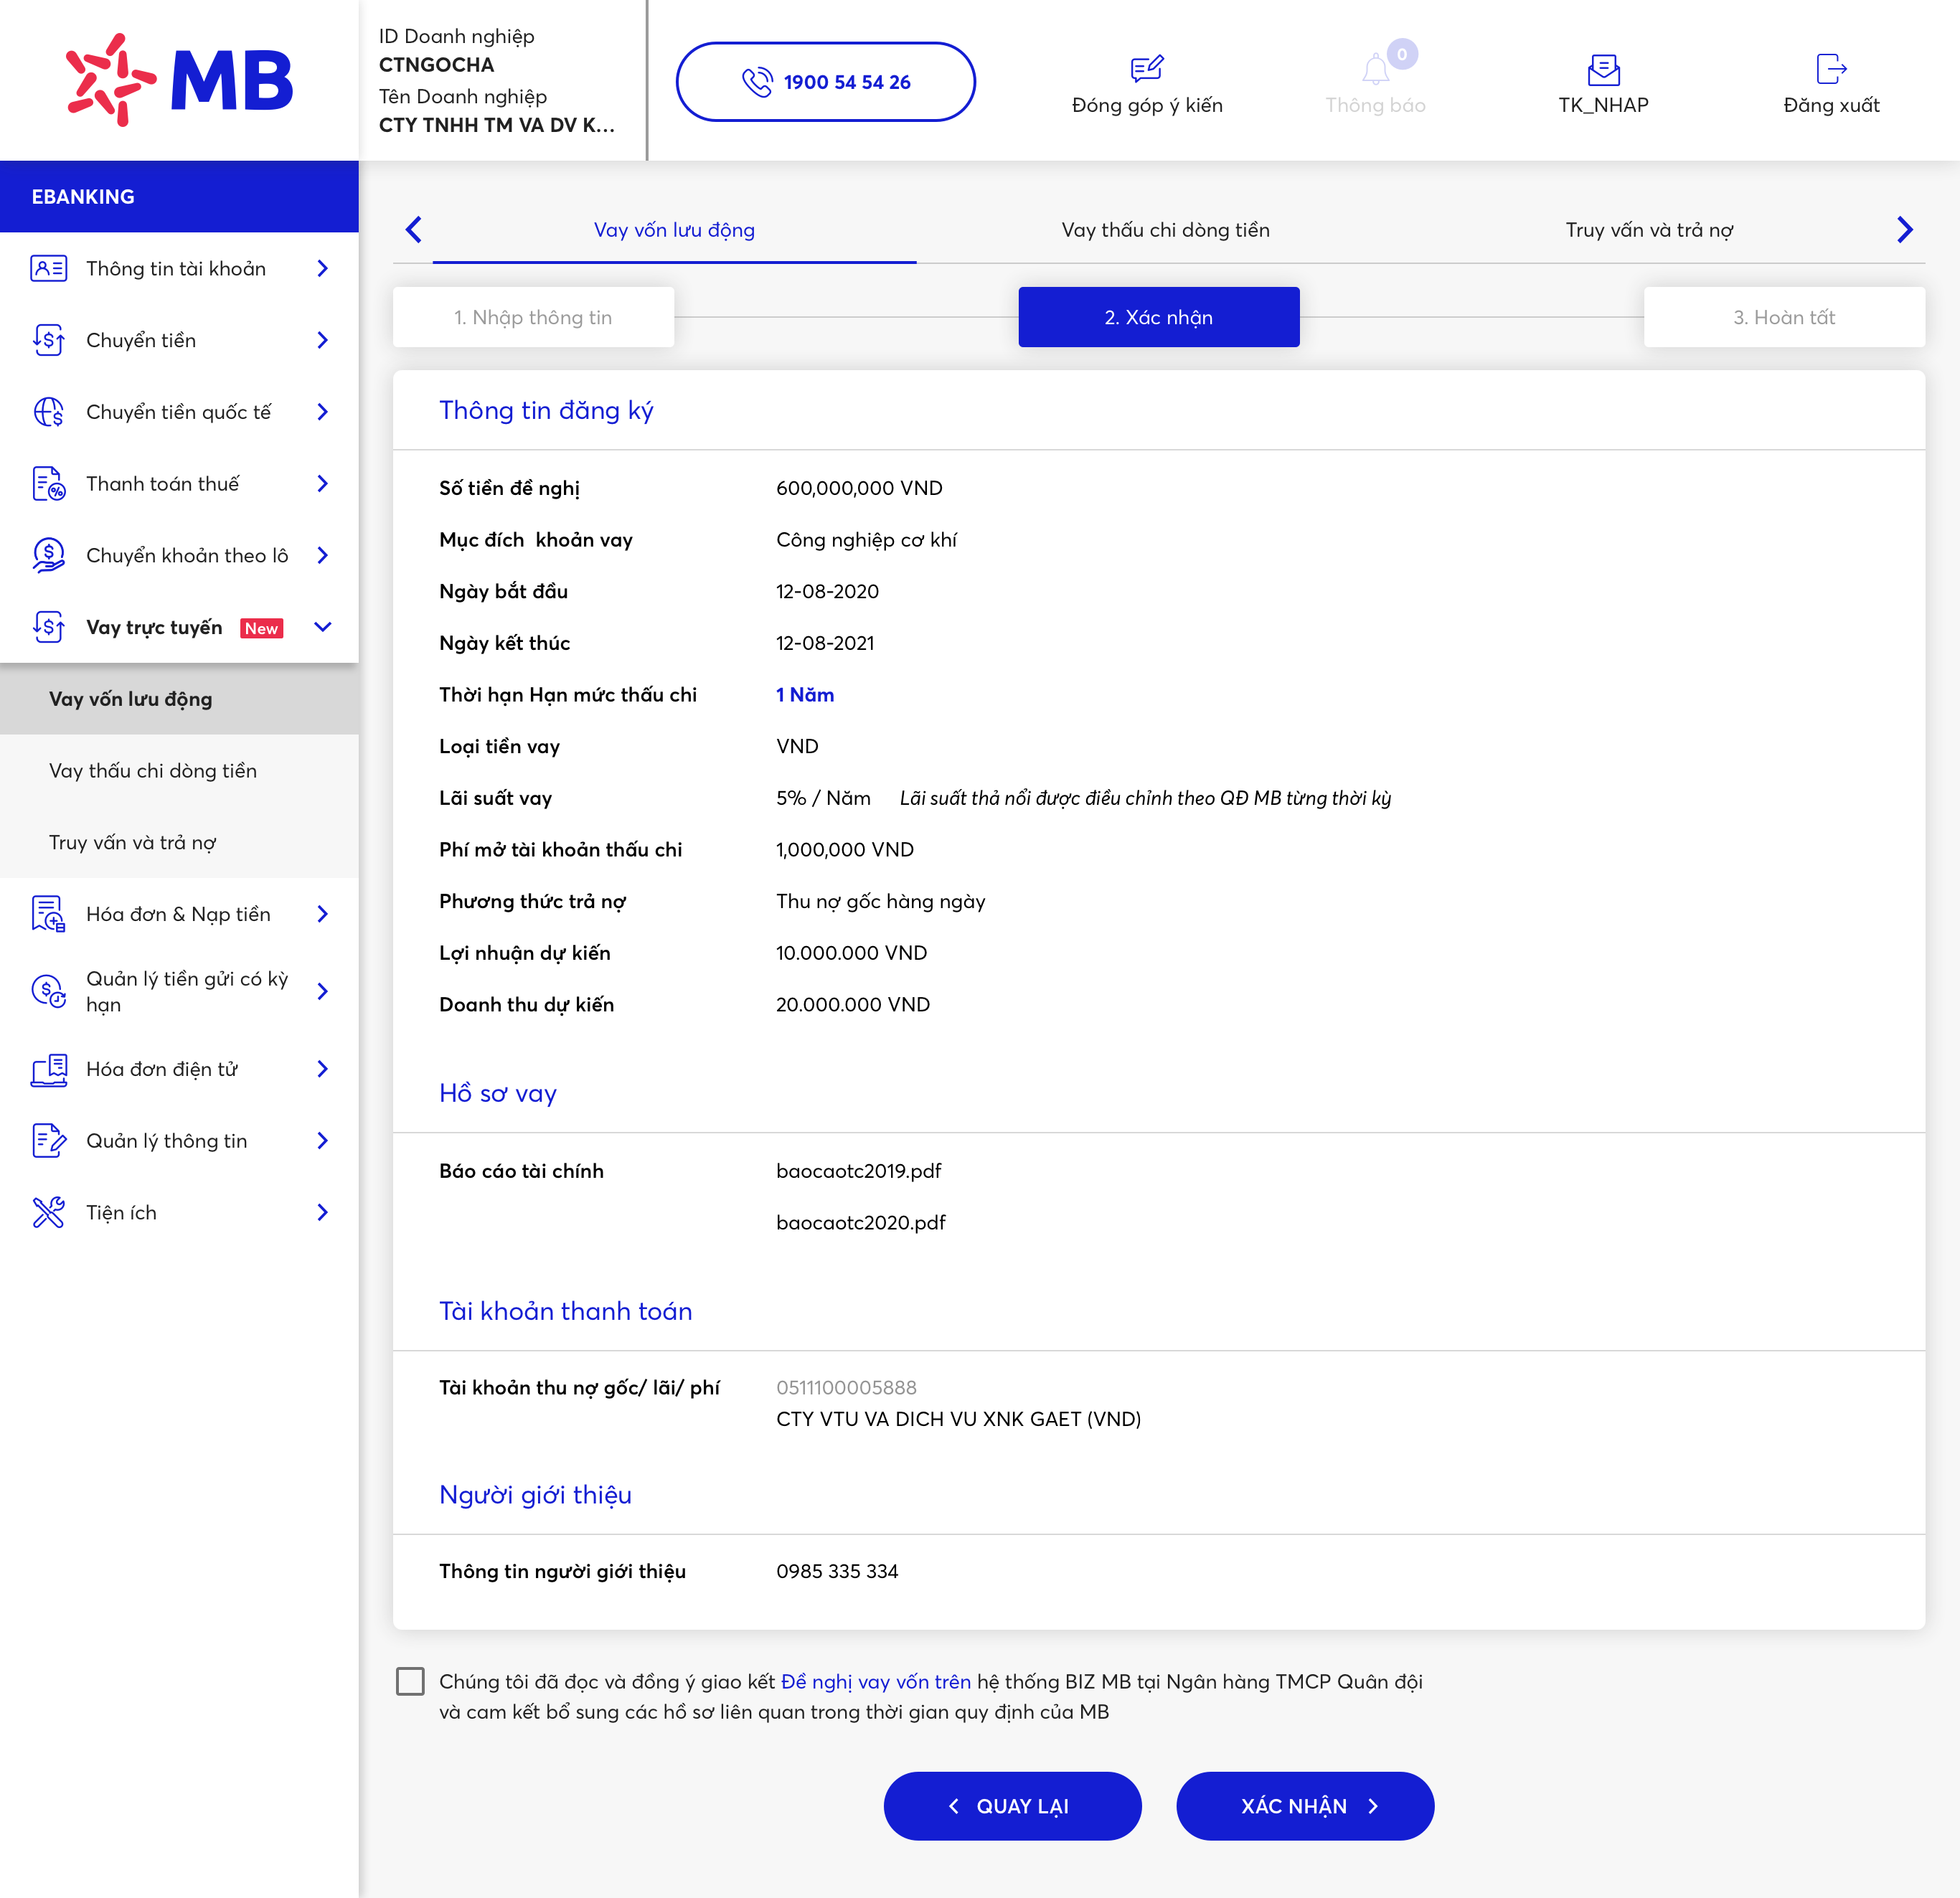 MB
ID Doanh nghiệp
CTNGOCHA
Tên Doanh nghiệp
CTY TNHH TM VA DV K...
1900 54 54 26
Đóng góp ý kiến
0
Thông báo
TK_NHAP
Đăng xuất
EBANKING
Thông tin tài khoản
Chuyển tiền
Chuyển tiền quốc tế
Thanh toán thuế
Chuyển khoản theo lô
Vay trực tuyến New
Vay vốn lưu động
Vay thấu chi dòng tiền
Truy vấn và trả nợ
Hóa đơn & Nạp tiền
Quản lý tiền gửi có kỳ
hạn
Hóa đơn điện tử
Quản lý thông tin
Tiện ích
Vay vốn lưu động
Vay thấu chi dòng tiền
Truy vấn và trả nợ
1. Nhập thông tin
2. Xác nhận
3. Hoàn tất
Thông tin đăng ký
Số tiền đề nghị 600,000,000 VND
Mục đích  khoản vay Công nghiệp cơ khí
Ngày bắt đầu 12-08-2020
Ngày kết thúc 12-08-2021
Thời hạn Hạn mức thấu chi 1 Năm
Loại tiền vay VND
Lãi suất vay 5% / Năm Lãi suất thả nổi được điều chỉnh theo QĐ MB từng thời kỳ
Phí mở tài khoản thấu chi 1,000,000 VND
Phương thức trả nợ Thu nợ gốc hàng ngày
Lợi nhuận dự kiến 10.000.000 VND
Doanh thu dự kiến 20.000.000 VND
Hồ sơ vay
Báo cáo tài chính baocaotc2019.pdf
baocaotc2020.pdf
Tài khoản thanh toán
Tài khoản thu nợ gốc/ lãi/ phí 0511100005888
CTY VTU VA DICH VU XNK GAET (VND)
Người giới thiệu
Thông tin người giới thiệu 0985 335 334
Chúng tôi đã đọc và đồng ý giao kết Đề nghị vay vốn trên hệ thống BIZ MB tại Ngân hàng TMCP Quân đội
và cam kết bổ sung các hồ sơ liên quan trong thời gian quy định của MB
QUAY LẠI
XÁC NHẬN